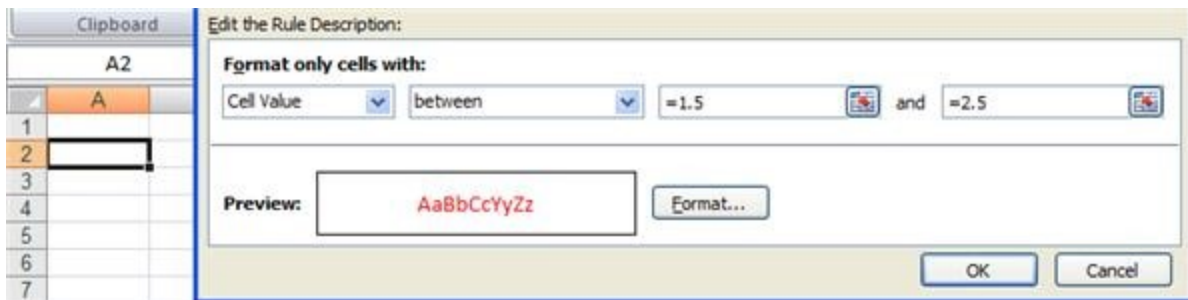 Clipboard
Edit the Rule Description:
A2
Format only cells with:
A
Cell Value between =1.5 and =2.5
1
2
3
Preview: AaBbCcYyZz Format...
4
5
6
OK Cancel
7